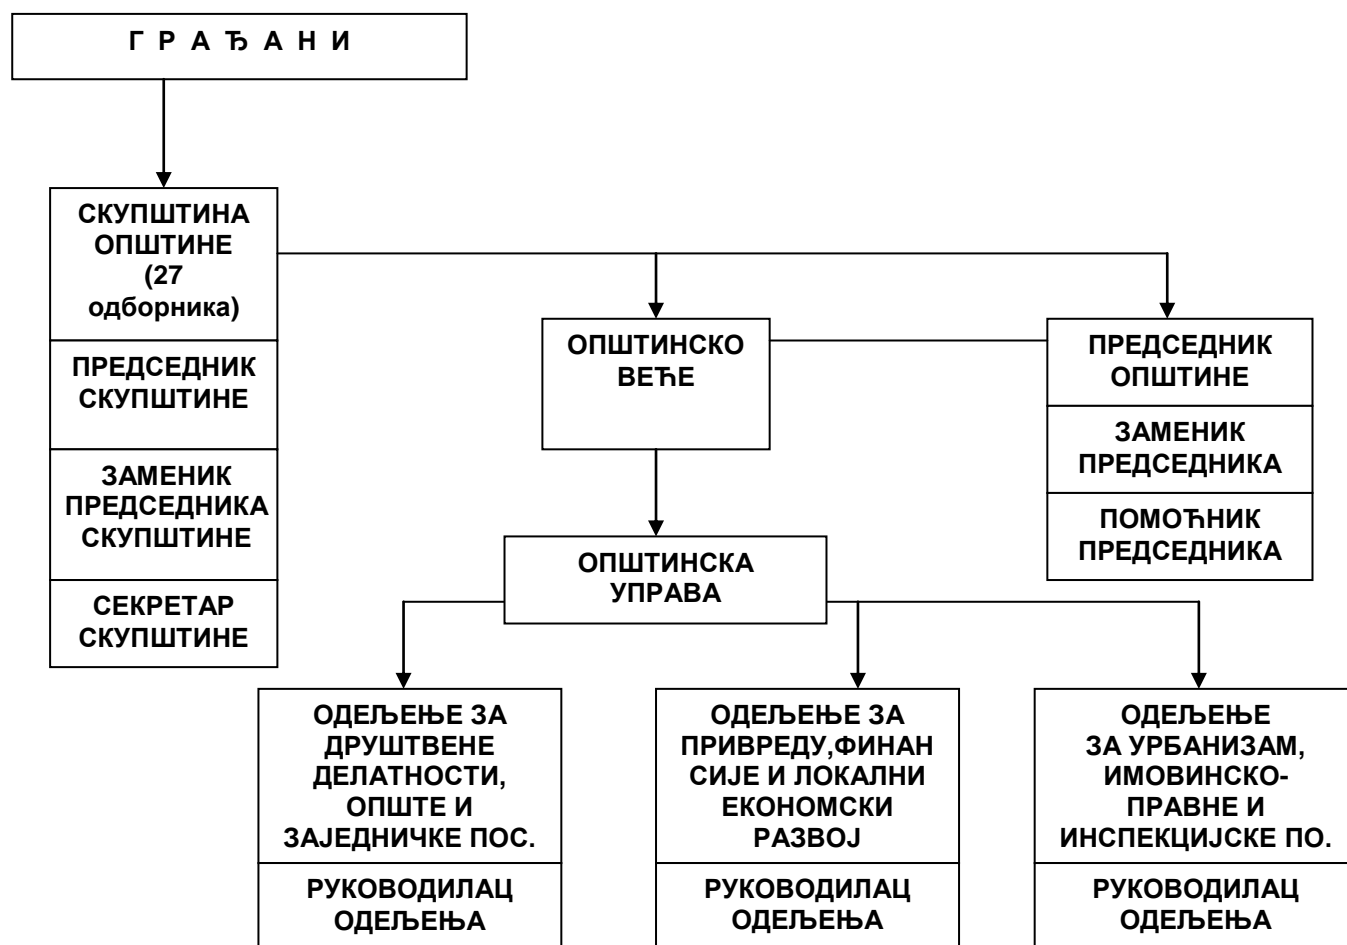 Г Р А Ђ А Н И
СКУПШТИНА
ОПШТИНЕ
(27
одборника)
ПРЕДСЕДНИК
СКУПШТИНЕ
ЗАМЕНИК
ПРЕДСЕДНИКА
СКУПШТИНЕ
СЕКРЕТАР
СКУПШТИНЕ
ОПШТИНСКО
ВЕЋЕ
ПРЕДСЕДНИК
ОПШТИНЕ
ЗАМЕНИК
ПРЕДСЕДНИКА
ПОМОЋНИК
ПРЕДСЕДНИКА
ОПШТИНСКА
УПРАВА
ОДЕЉЕЊЕ ЗА
ДРУШТВЕНЕ
ДЕЛАТНОСТИ,
ОПШТЕ И
ЗАЈЕДНИЧКЕ ПОС.
РУКОВОДИЛАЦ
ОДЕЉЕЊА
ОДЕЉЕЊЕ ЗА
ПРИВРЕДУ,ФИНАН
СИЈЕ И ЛОКАЛНИ
ЕКОНОМСКИ
РАЗВОЈ
РУКОВОДИЛАЦ
ОДЕЉЕЊА
ОДЕЉЕЊЕ
ЗА УРБАНИЗАМ,
ИМОВИНСКО-
ПРАВНЕ И
ИНСПЕКЦИЈСКЕ ПО.
РУКОВОДИЛАЦ
ОДЕЉЕЊА